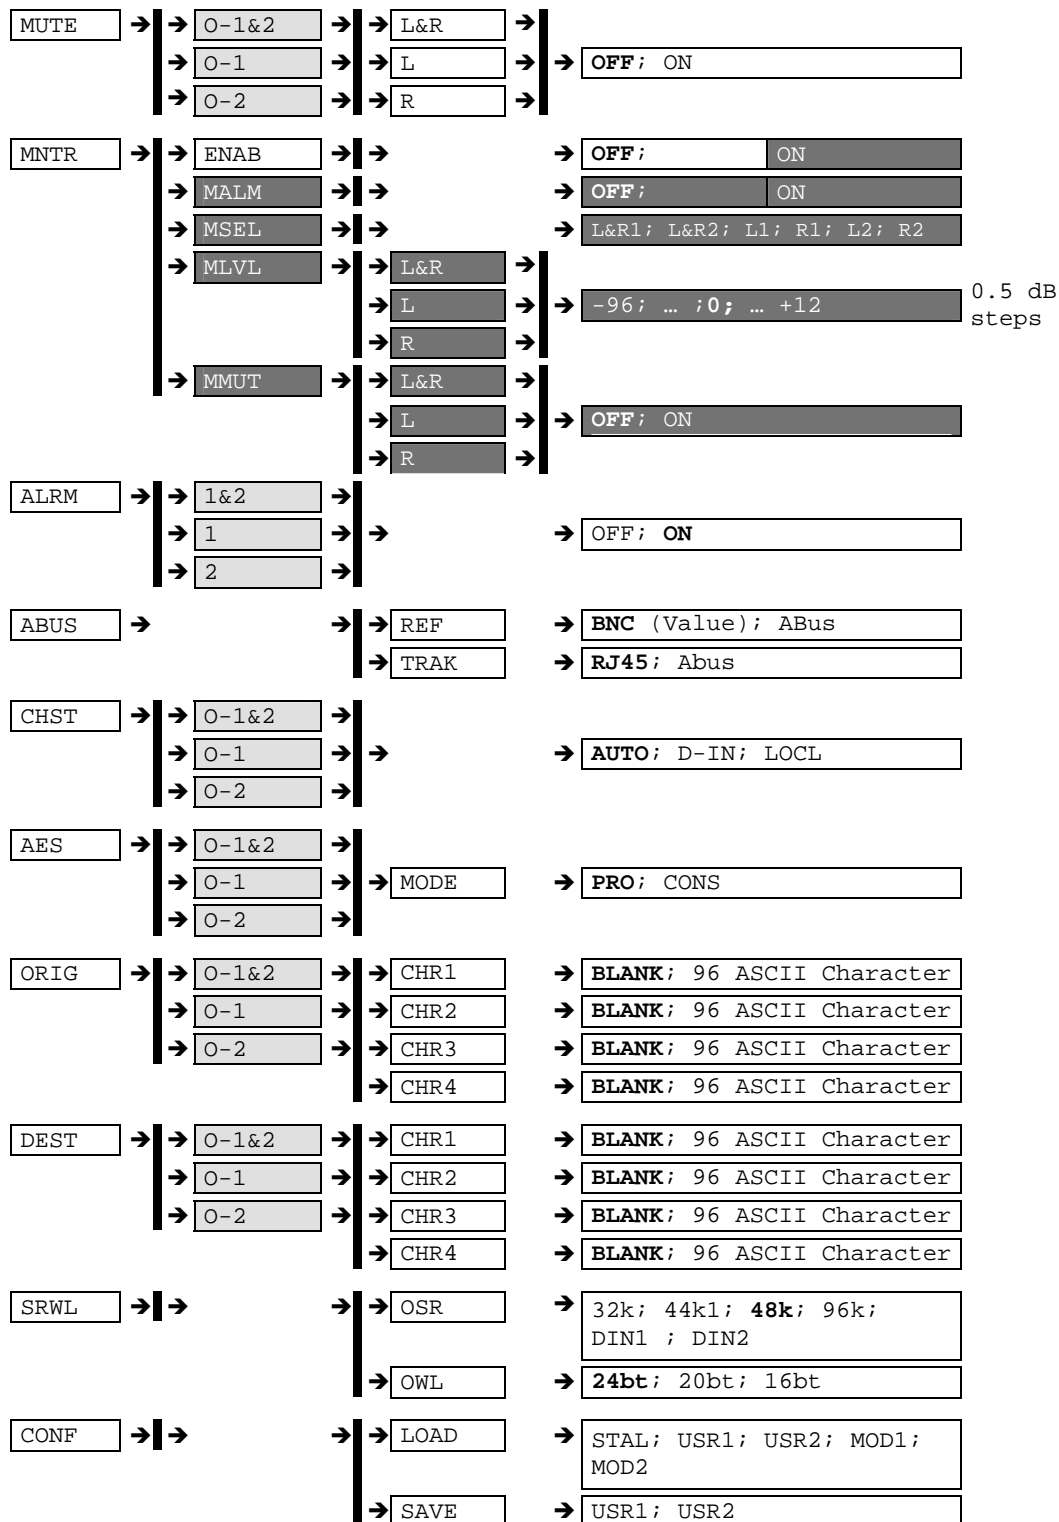 MUTE ➔ ➔ O-1&2 ➔ ➔ L&R ➔
➔ O-1 ➔ ➔ L ➔ ➔ OFF; ON
➔ O-2 ➔ ➔ R ➔
MNTR ➔ ➔ ENAB ➔ ➔ ➔ OFF; ON
➔ MALM ➔ ➔ ➔ OFF; ON
➔ MSEL ➔ ➔ ➔ L&R1; L&R2; L1; R1; L2; R2
➔ MLVL ➔ ➔ L&R ➔
➔ L ➔ ➔ -96; … ;0; … +12 0.5 dB
steps
➔ R ➔
➔ MMUT ➔ ➔ L&R ➔
➔ L ➔ ➔ OFF; ON
➔ R ➔
ALRM ➔ ➔ 1&2 ➔
➔ 1 ➔ ➔ ➔ OFF; ON
➔ 2 ➔
ABUS ➔ ➔ ➔ REF ➔ BNC (Value); ABus
➔ TRAK ➔ RJ45; Abus
CHST ➔ ➔ O-1&2 ➔
➔ O-1 ➔ ➔ ➔ AUTO; D-IN; LOCL
➔ O-2 ➔
AES ➔ ➔ O-1&2 ➔
➔ O-1 ➔ ➔ MODE ➔ PRO; CONS
➔ O-2 ➔
ORIG ➔ ➔ O-1&2 ➔ ➔ CHR1 ➔ BLANK; 96 ASCII Character
➔ O-1 ➔ ➔ CHR2 ➔ BLANK; 96 ASCII Character
➔ O-2 ➔ ➔ CHR3 ➔ BLANK; 96 ASCII Character
➔ CHR4 ➔ BLANK; 96 ASCII Character
DEST ➔ ➔ O-1&2 ➔ ➔ CHR1 ➔ BLANK; 96 ASCII Character
➔ O-1 ➔ ➔ CHR2 ➔ BLANK; 96 ASCII Character
➔ O-2 ➔ ➔ CHR3 ➔ BLANK; 96 ASCII Character
➔ CHR4 ➔ BLANK; 96 ASCII Character
SRWL ➔ ➔ ➔ ➔ OSR ➔ 32k; 44k1; 48k; 96k;
DIN1 ; DIN2
➔ OWL ➔ 24bt; 20bt; 16bt
CONF ➔ ➔ ➔ ➔ LOAD ➔ STAL; USR1; USR2; MOD1;
MOD2
➔ SAVE ➔ USR1; USR2